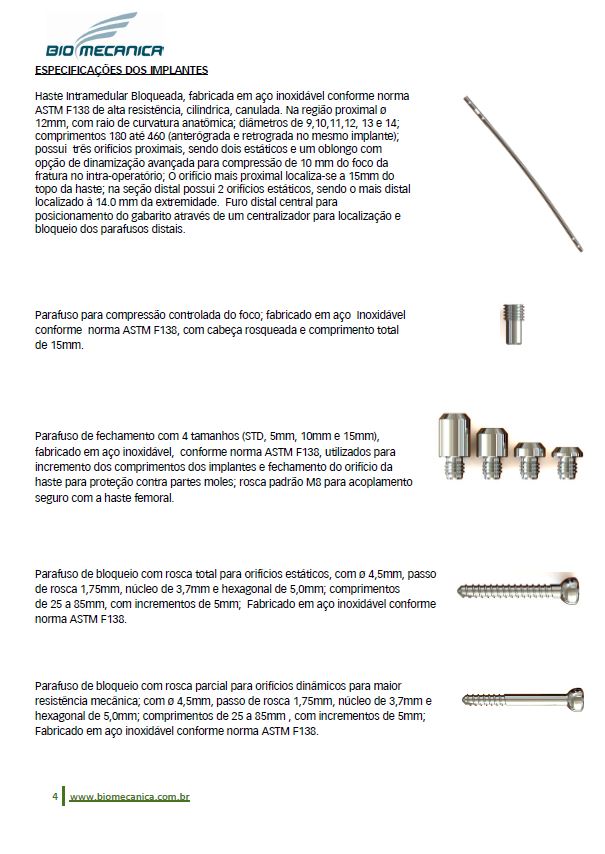 BIOMECANICA
ESPECIFICAÇÕES DOS IMPLANTES
Haste Intramedular Bloqueada, fabricada em aço inoxidável conforme norma
ASTM F138 de alta resistência, cilíndrica, canulada. Na região proximal ø
12mm, com raio de curvatura anatômica; diâmetros de 9,10,11,12, 13 e 14;
comprimentos 180 até 460 (anterógrada e retrograda no mesmo implante);
possui três orifícios proximais, sendo dois estáticos e um oblongo com
opção de dinamização avançada para compressão de 10 mm do foco da
fratura no intra-operatório; O orifício mais proximal localiza-se a 15mm do
topo da haste; na seção distal possui 2 orifícios estáticos, sendo o mais distal
localizado à 14.0 mm da extremidade. Furo distal central para
posicionamento do gabarito através de um centralizador para localização e
bloqueio dos parafusos distais.
Parafuso para compressão controlada do foco; fabricado em aço Inoxidável
conforme norma ASTM F138, com cabeça rosqueada e comprimento total
de 15mm.
Parafuso de fechamento com 4 tamanhos (STD, 5mm, 10mm e 15mm),
fabricado em aço inoxidável, conforme norma ASTM F138, utilizados para
incremento dos comprimentos dos implantes e fechamento do orifício da
haste para proteção contra partes moles; rosca padrão M8 para acoplamento
seguro com a haste femoral.
Parafuso de bloqueio com rosca total para orifícios estáticos, com ø 4,5mm, passo
de rosca 1,75mm, núcleo de 3,7mm e hexagonal de 5,0mm; comprimentos
de 25 a 85mm, com incrementos de 5mm; Fabricado em aço inoxidável conforme
norma ASTM F138.
Parafuso de bloqueio com rosca parcial para orifícios dinâmicos para maior
resistência mecânica; com ø 4,5mm, passo de rosca 1,75mm, núcleo de 3,7mm e
hexagonal de 5,0mm; comprimentos de 25 a 85mm , com incrementos de 5mm;
Fabricado em aço inoxidável conforme norma ASTM F138.
4 www.biomecanica.com.br